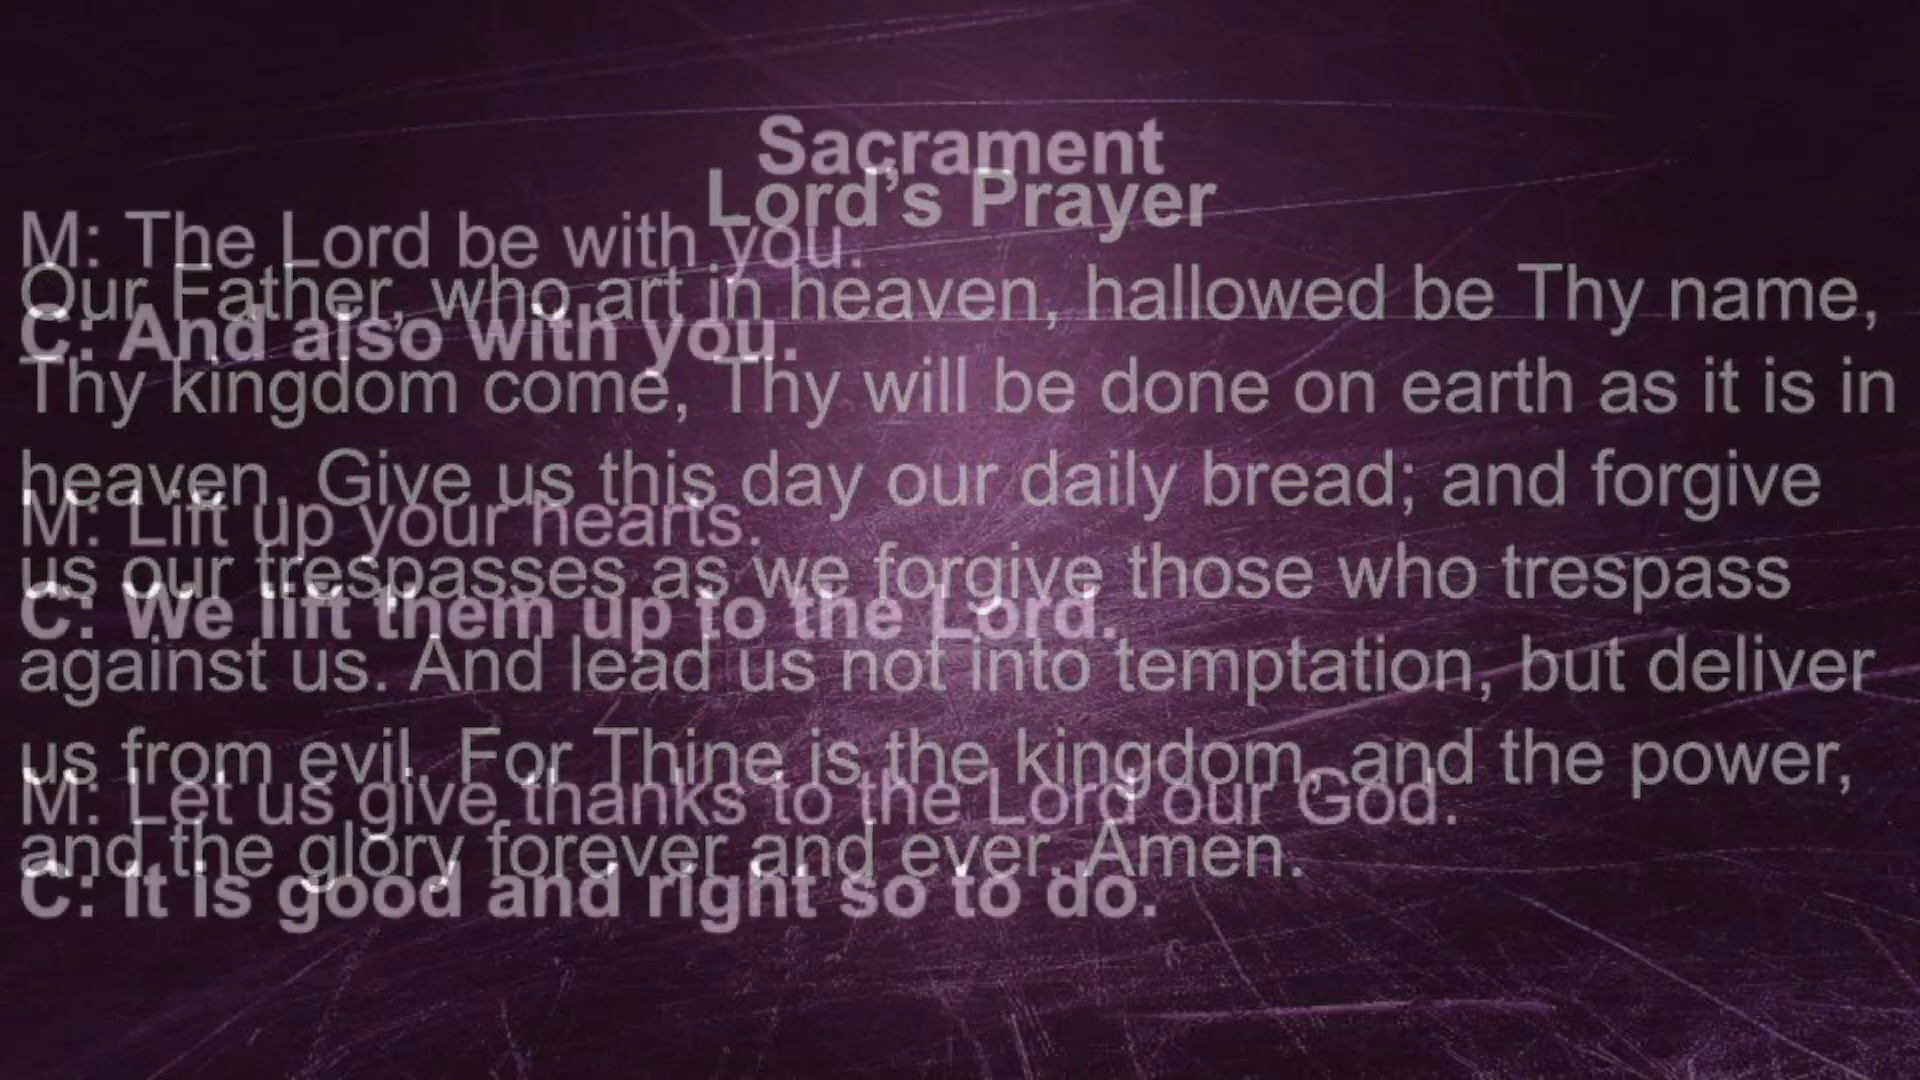 Sacrament
Lord’s Prayer
M: The Lord be with you.
Our Father, who art in heaven, hallowed be Thy name,
C: And also with you.
Thy kingdom come, Thy will be done on earth as it is in
heaven. Give us this day our daily bread; and forgive
M: Lift up your hearts.
us our trespasses as we forgive those who trespass
C: We lift them up to the Lord.
against us. And lead us not into temptation, but deliver
us from evil. For Thine is the kingdom, and the power,
M: Let us give thanks to the Lord our God.
and the glory forever and ever. Amen.
C: It is good and right so to do.